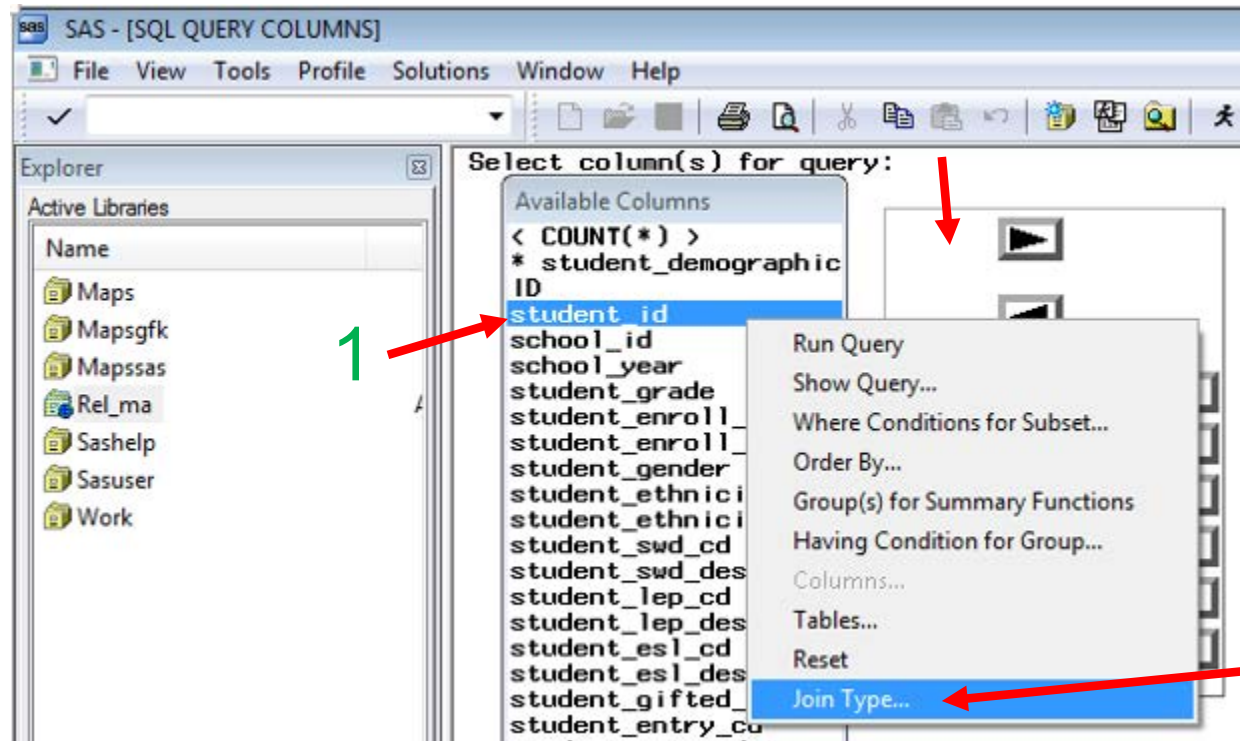 sas SAS - [SQL QUERY COLUMNS]
File View Tools Profile Solutions Window Help
Explorer
Active Libraries
Name
Maps
Mapsgfk
Mapssas
Rel_ma
Sashelp
Sasuser
Work
1
Select column(s) for query:
Available Columns
< COUNT(*) >
* student_demographic
ID
student_id
school_id
school_year
student_grade
student_enroll_
student_enroll_
student_gender
student_ethnici
student_ethnici
student_swd_cd
student_swd_des
student_lep_cd
student_lep_des
student_esl_cd
student_esl_des
student_gifted_
student_entry_cd
Run Query
Show Query...
Where Conditions for Subset...
Order By...
Group(s) for Summary Functions
Having Condition for Group...
Columns...
Tables...
Reset
Join Type...